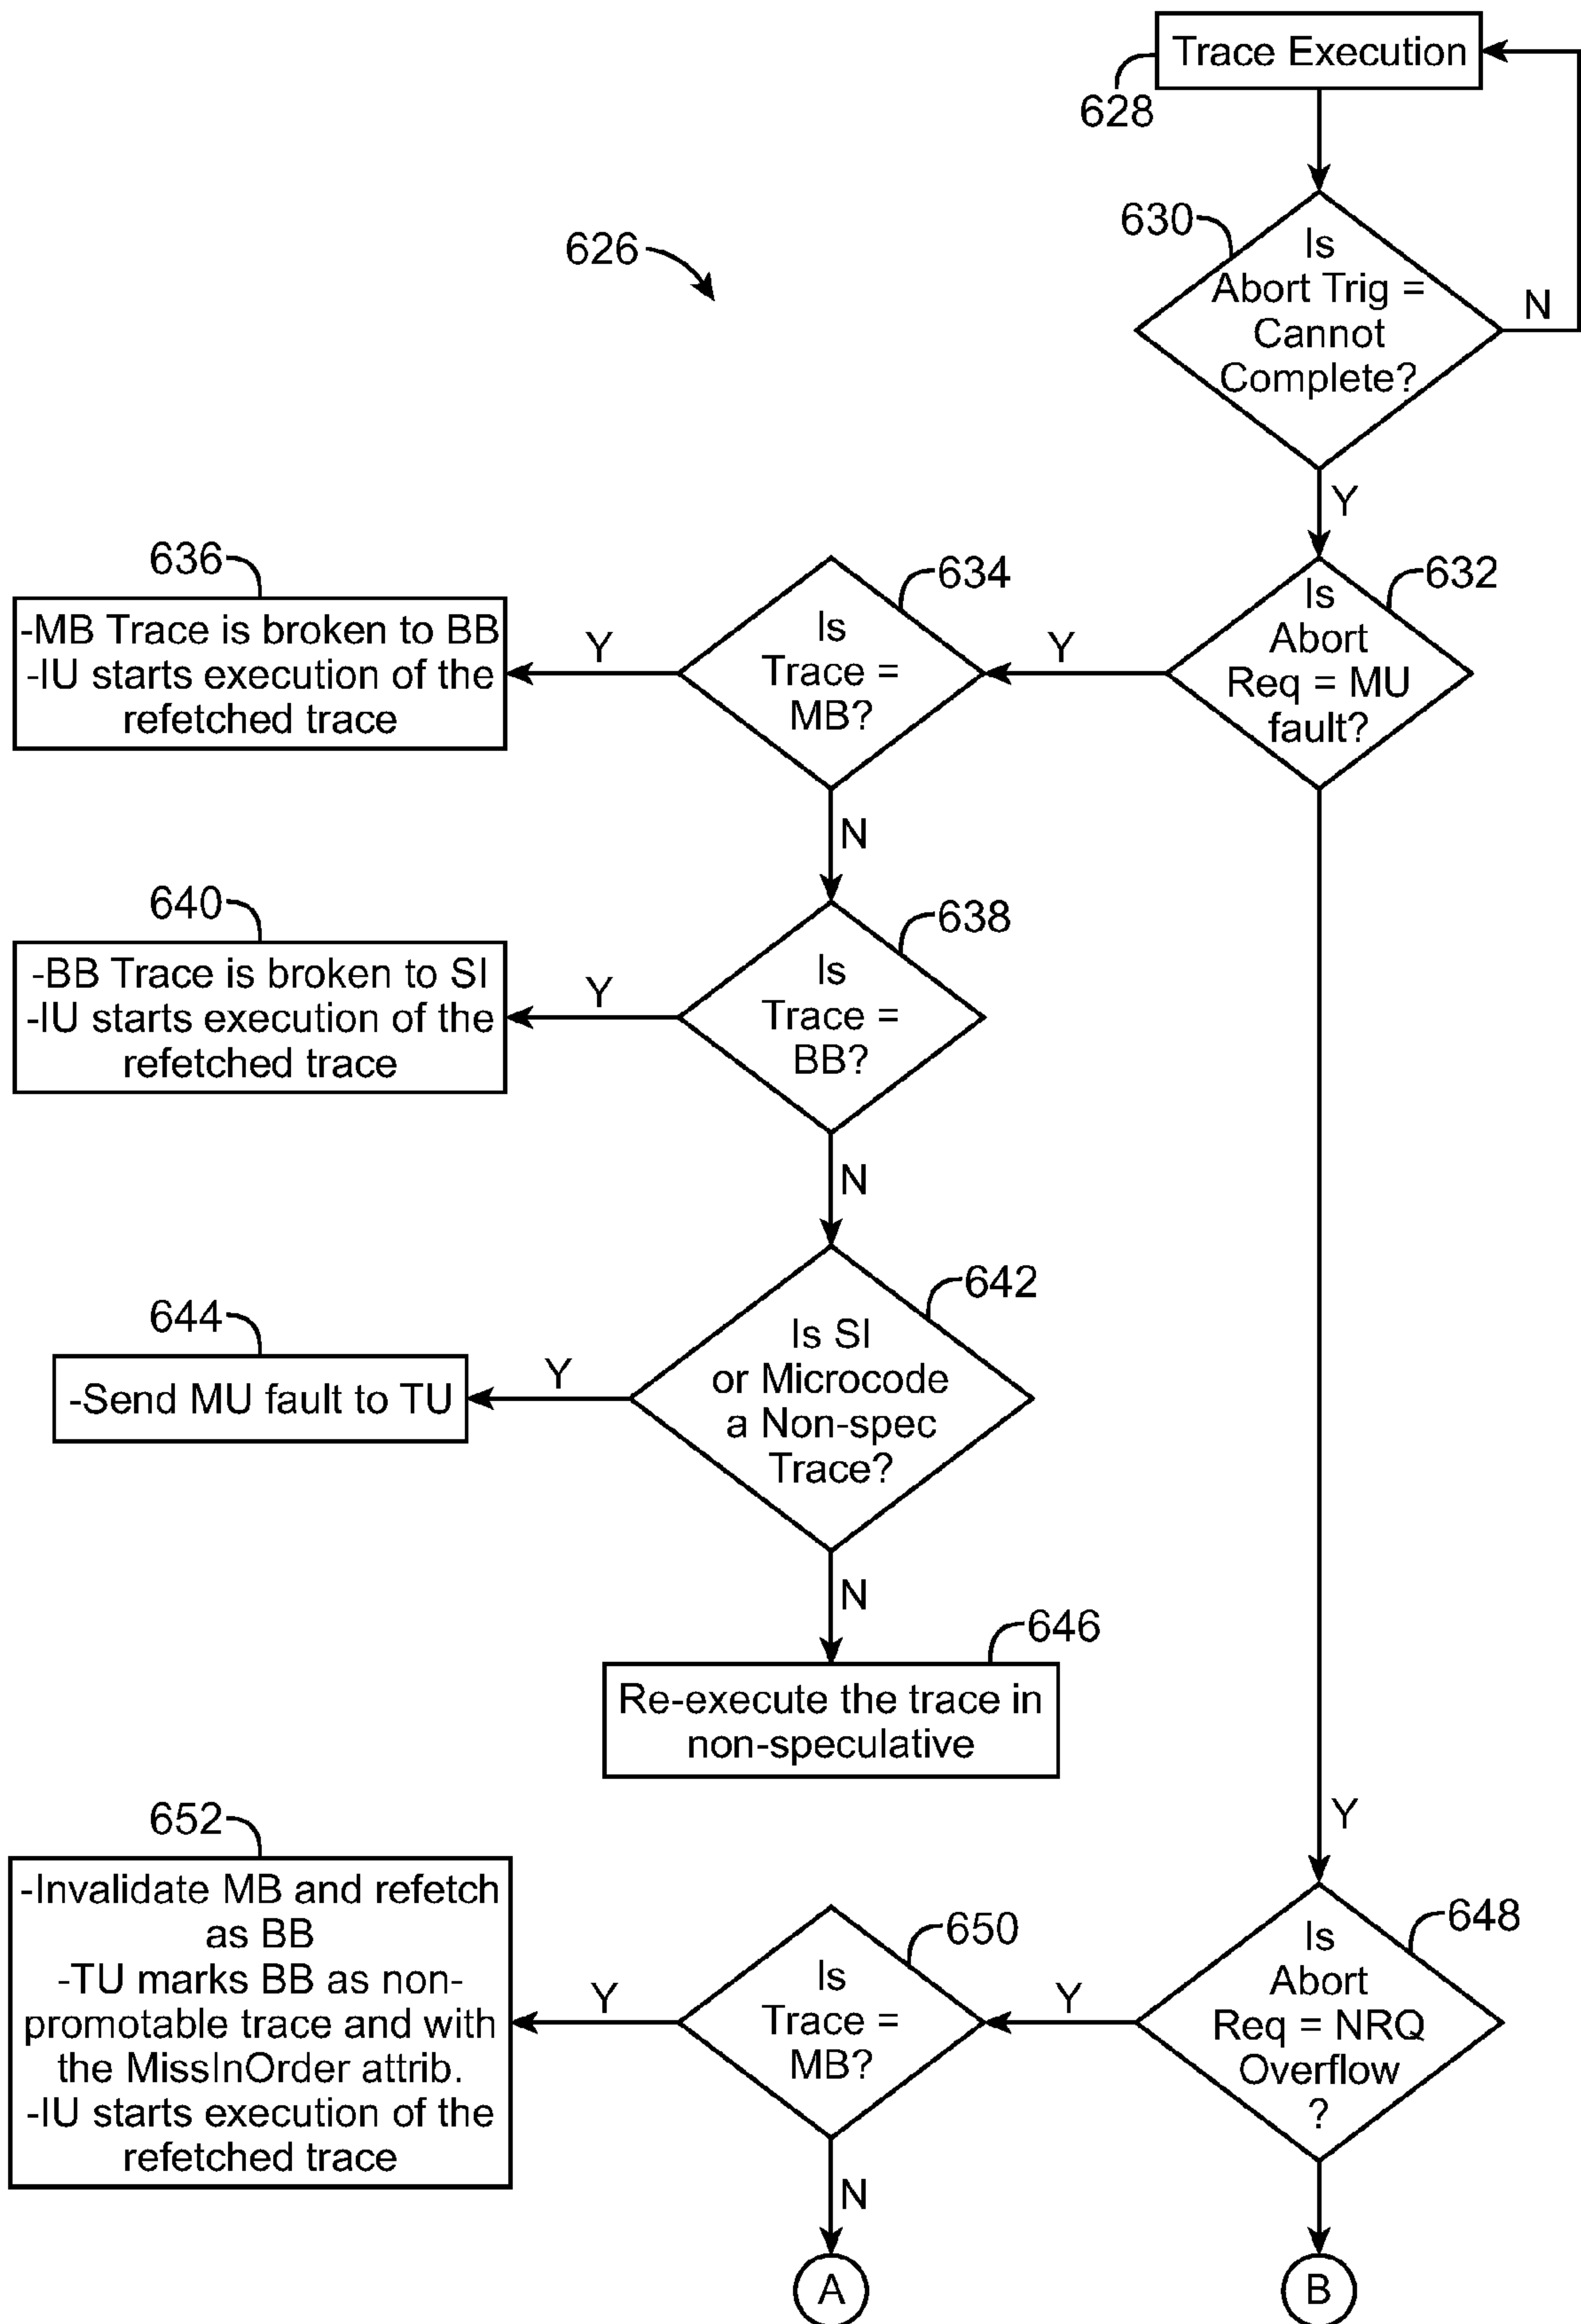 Trace Execution
628
630
Is
Abort Trig =
Cannot
Complete?
N
626
Y
636
-MB Trace is broken to BB
-IU starts execution of the
refetched trace
Y
634
Is
Trace =
MB?
Y
632
Is
Abort
Req = MU
fault?
N
640
-BB Trace is broken to SI
-IU starts execution of the
refetched trace
Y
638
Is
Trace =
BB?
N
644
-Send MU fault to TU
Y
642
Is SI
or Microcode
a Non-spec
Trace?
N
646
Re-execute the trace in
non-speculative
Y
652
-Invalidate MB and refetch
as BB
-TU marks BB as non-
promotable trace and with
the MissInOrder attrib.
-IU starts execution of the
refetched trace
Y
650
Is
Trace =
MB?
Y
648
Is
Abort
Req = NRQ
Overflow
?
N
A
B